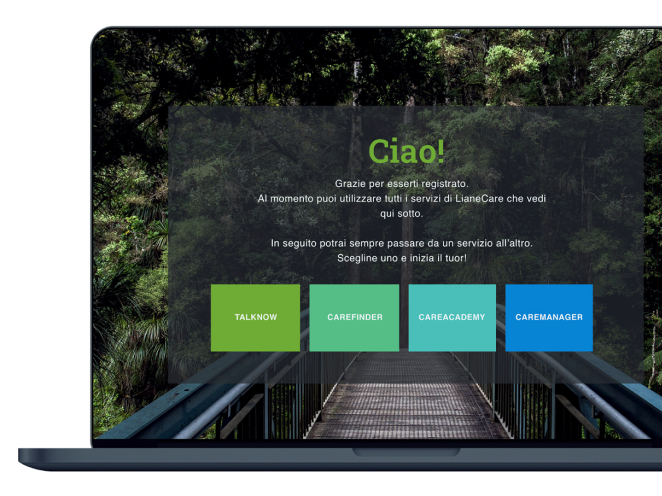 Ciao!
Grazie per esserti registrato.
Al momento puoi utilizzare tutti i servizi di LianeCare che vedi
qui sotto.
In seguito potrai sempre passare da un servizio all'altro.
Scegline uno e inizia il tuor!
TALKNOW
CAREFINDER
CAREACADEMY
CAREMANAGER